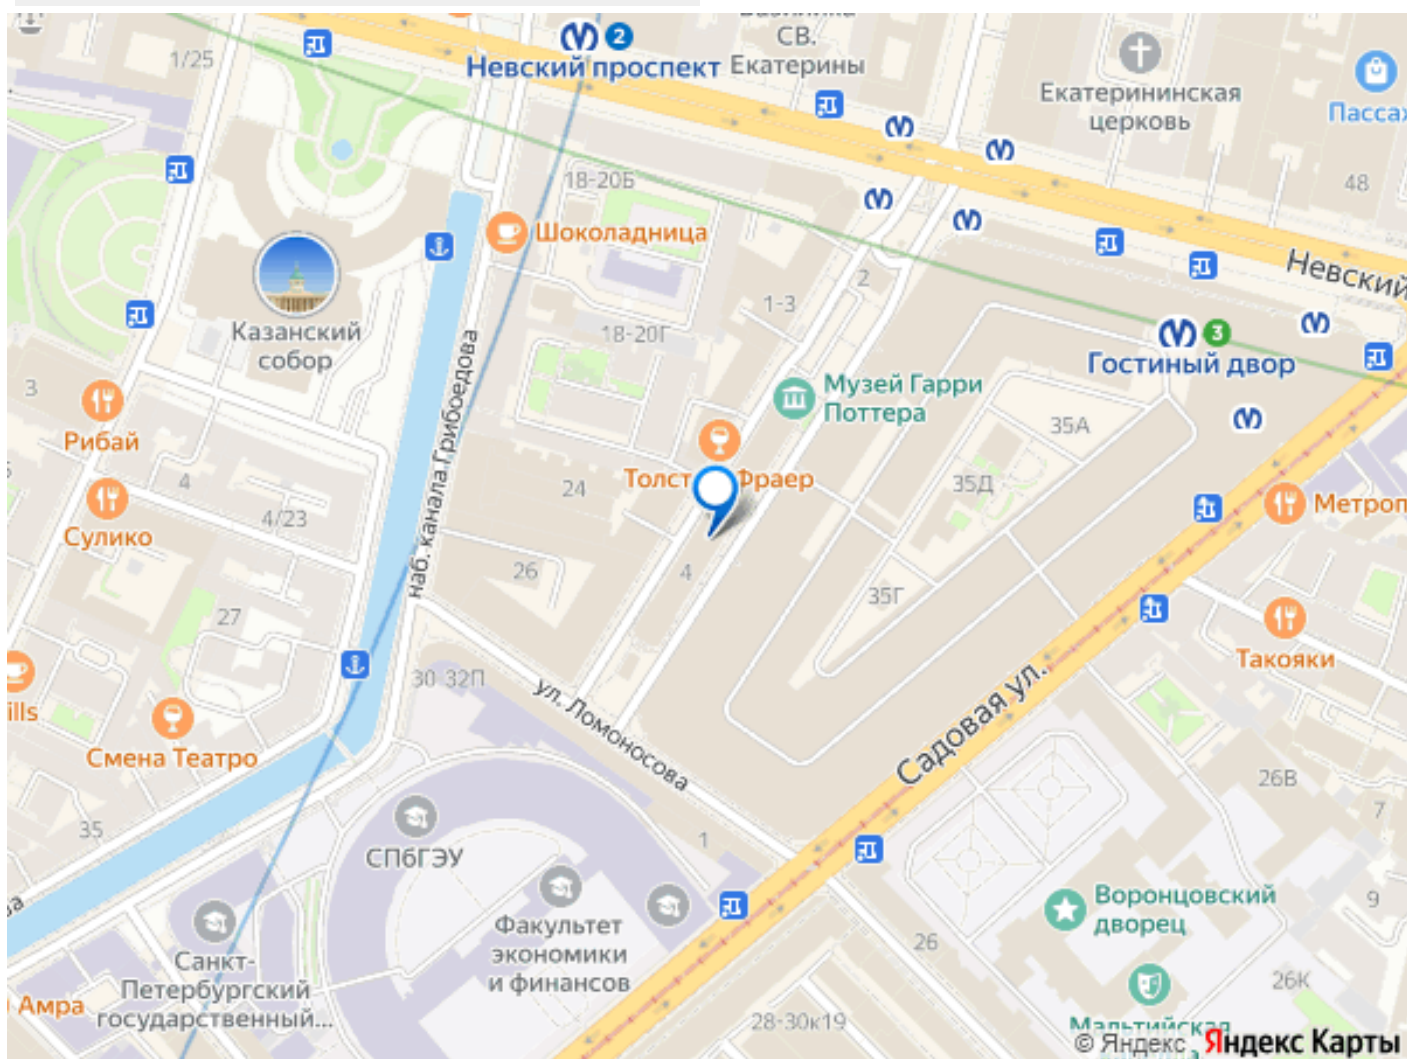 Базилика
СВ.
Екатерины
1/25
2
Невский проспект
Екатерининская
церковь
Пассаж
48
18-20Б
Шоколадница
Невский
2
1-3
Казанский
собор
18-20Г
наб. канала Грибоедова
3
Гостиный двор
3
Рибай
Музей Гарри
Поттера
35А
Толст Фраер
4
24
35Д
Метроп
4/23
Сулико
26
4
35Г
27
Такояки
30-32П
ills
ул. Ломоносова
Садовая ул.
Смена Театро
26В
7
35
1
СПбГЭУ
Воронцовский
дворец
9
Факультет
экономики
и финансов
26
Санкт-
Петербургский
государственный...
Амра
26К
28-30к19
Мальтийская
© Яндекс Яндекс Карты